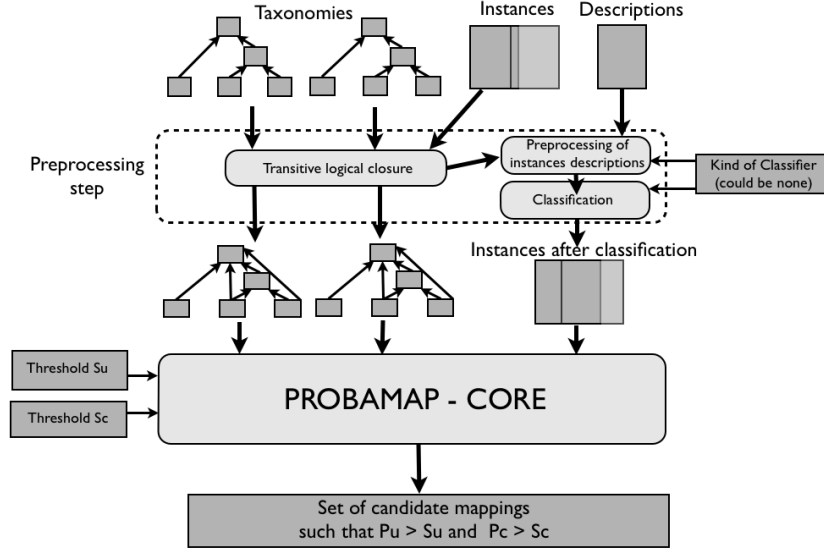 Taxonomies
Instances
Descriptions
Preprocessing
step
Transitive logical closure
Preprocessing of
instances descriptions
Kind of Classifier
(could be none)
Classification
Instances after classification
Threshold Su
PROBAMAP - CORE
Threshold Sc
Set of candidate mappings
such that Pu > Su and Pc > Sc